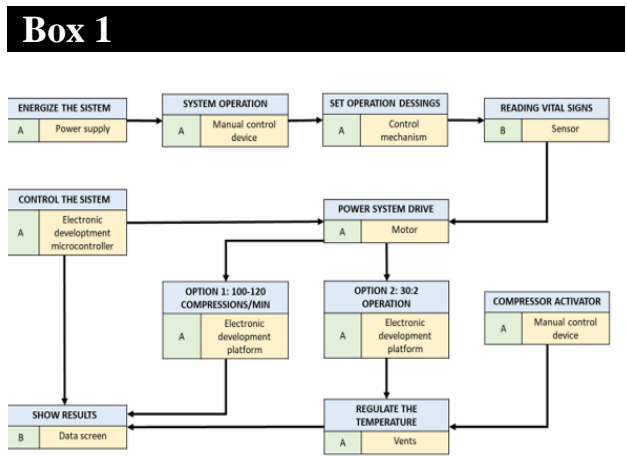 Box 1
ENERGIZE THE SISTEM
A
Power supply
SYSTEM OPERATION
A
Manual control
device
SET OPERATION DESSINGS
A
Control
mechanism
READING VITAL SIGNS
B
Sensor
CONTROL THE SISTEM
A
Electronic
developtment
microcontroller
POWER SYSTEM DRIVE
A
Motor
OPTION 1: 100-120
COMPRESSIONS/MIN
A
Electronic
development
platform
OPTION 2: 30:2
OPERATION
A
Electronic
development
platform
COMPRESSOR ACTIVATOR
A
Manual control
device
SHOW RESULTS
B
Data screen
REGULATE THE
TEMPERATURE
A
Vents